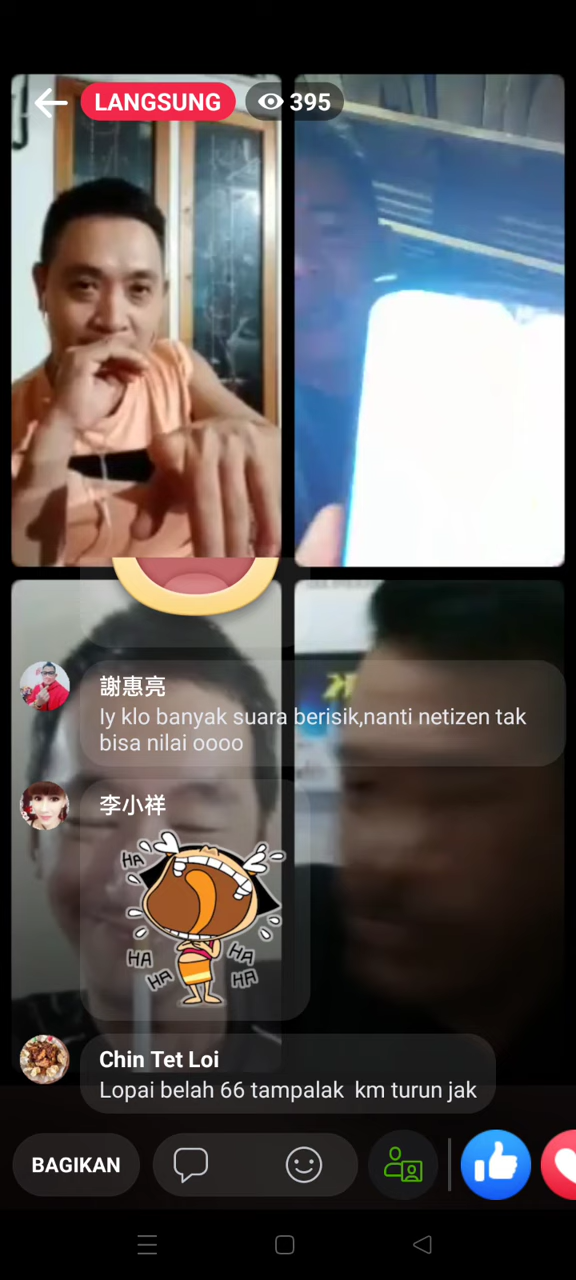 LANGSUNG
395
謝惠亮
Iy klo banyak suara berisik,nanti netizen tak
bisa nilai oooo
李小祥
HA
HA
HA
HA
HA
Chin Tet Loi
Lopai belah 66 tampalak km turun jak
BAGIKAN